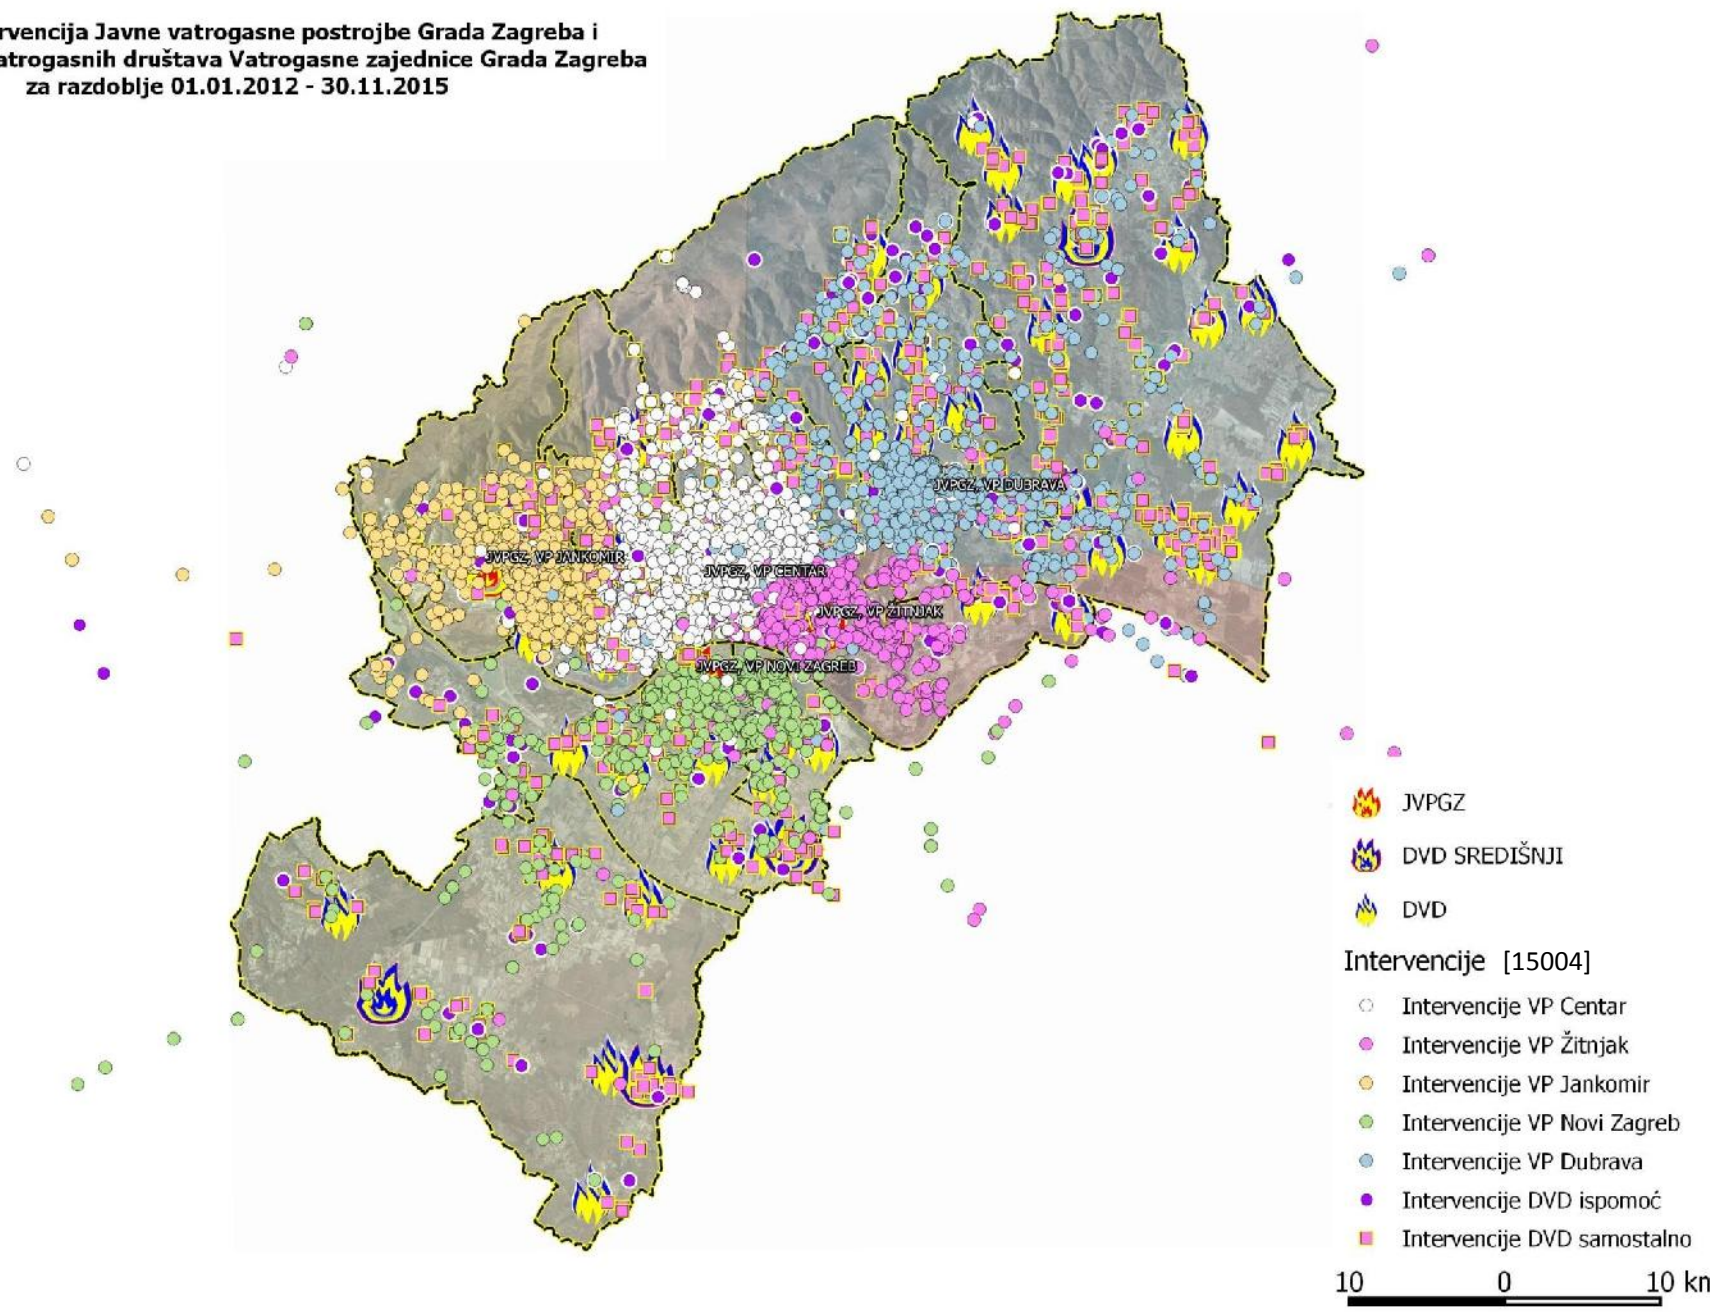 rvencija Javne vatrogasne postrojbe Grada Zagreba i
atrogasnih društava Vatrogasne zajednice Grada Zagreba
za razdoblje 01.01.2012 - 30.11.2015
JVPGZ, VP DUBRAVA
JVPGZ, VP JANKOMIR
JVPGZ, VP CENTAR
JVPGZ, VP ŽITNJAK
JVPGZ, VP NOVI ZAGREB
JVPGZ
DVD SREDIŠNJI
DVD
Intervencije [15004]
Intervencije VP Centar
Intervencije VP Žitnjak
Intervencije VP Jankomir
Intervencije VP Novi Zagreb
Intervencije VP Dubrava
Intervencije DVD ispomoć
Intervencije DVD samostalno
10 0 10 km